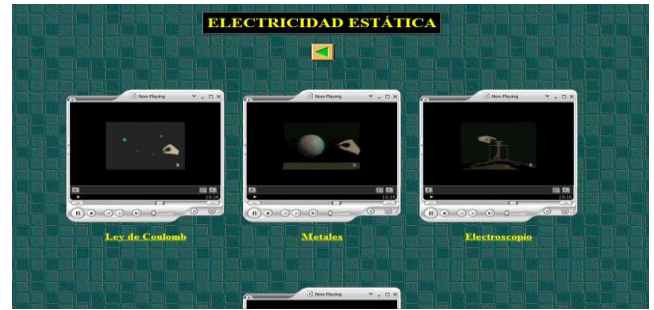 ELECTRICIDAD ESTÁTICA
Now Playing
Now Playing
Now Playing
Ley de Coulomb
Metales
Electroscopio
Now Playing